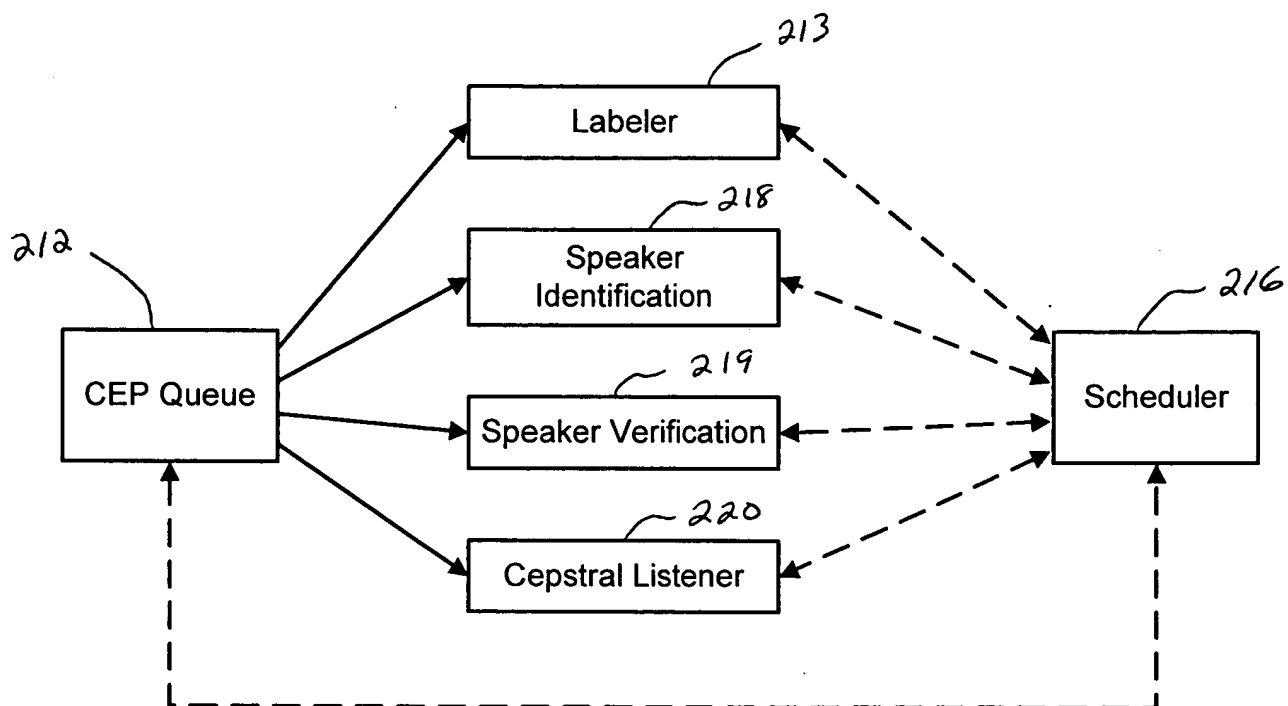 213
Labeler
218
Speaker
Identification
212
216
219
CEP Queue
Speaker Verification
Scheduler
220
Cepstral Listener